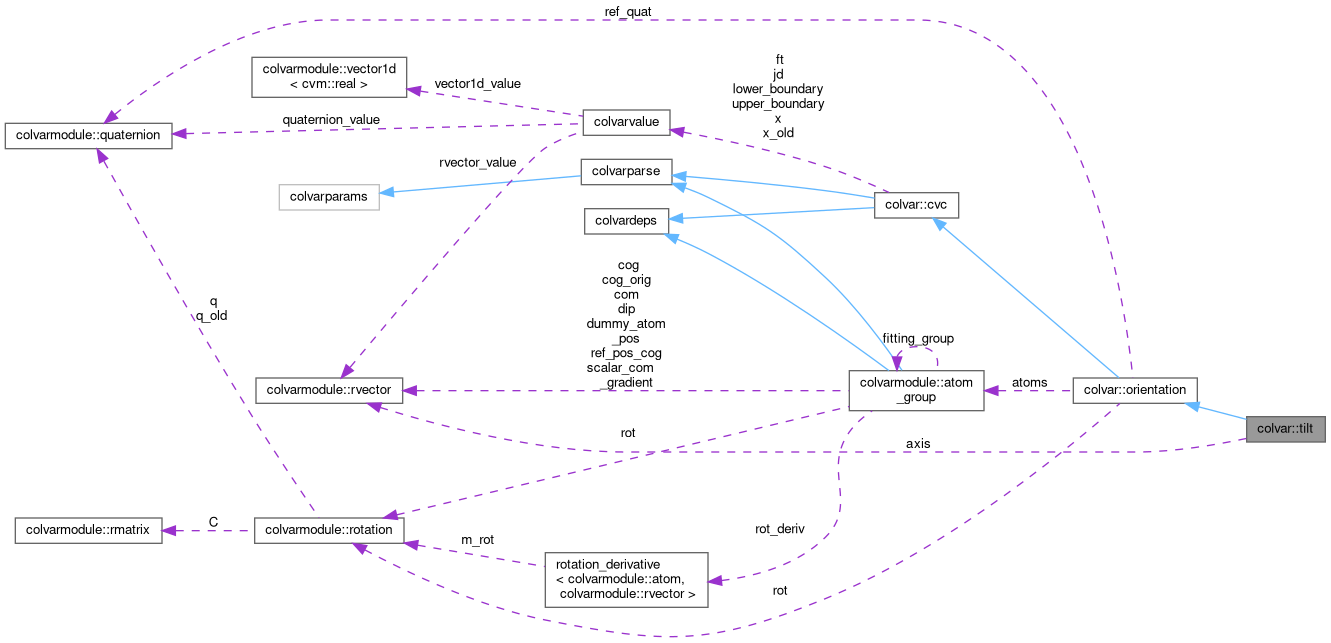 ref_quat
colvarmodule::vector1d
< cvm::real >
vector1d_value
ft
jd
lower_boundary
upper_boundary
x
x_old
colvarmodule::quaternion
quaternion_value
colvarvalue
rvector_value
colvarparse
colvarparams
colvar::cvc
colvardeps
cog
cog_orig
com
dip
dummy_atom
_pos
ref_pos_cog
scalar_com
_gradient
q
q_old
fitting_group
colvarmodule::rvector
colvarmodule::atom
_group
atoms
colvar::orientation
colvar::tilt
rot
axis
colvarmodule::rmatrix
C
colvarmodule::rotation
m_rot
rot_deriv
rotation_derivative
< colvarmodule::atom,
colvarmodule::rvector >
rot